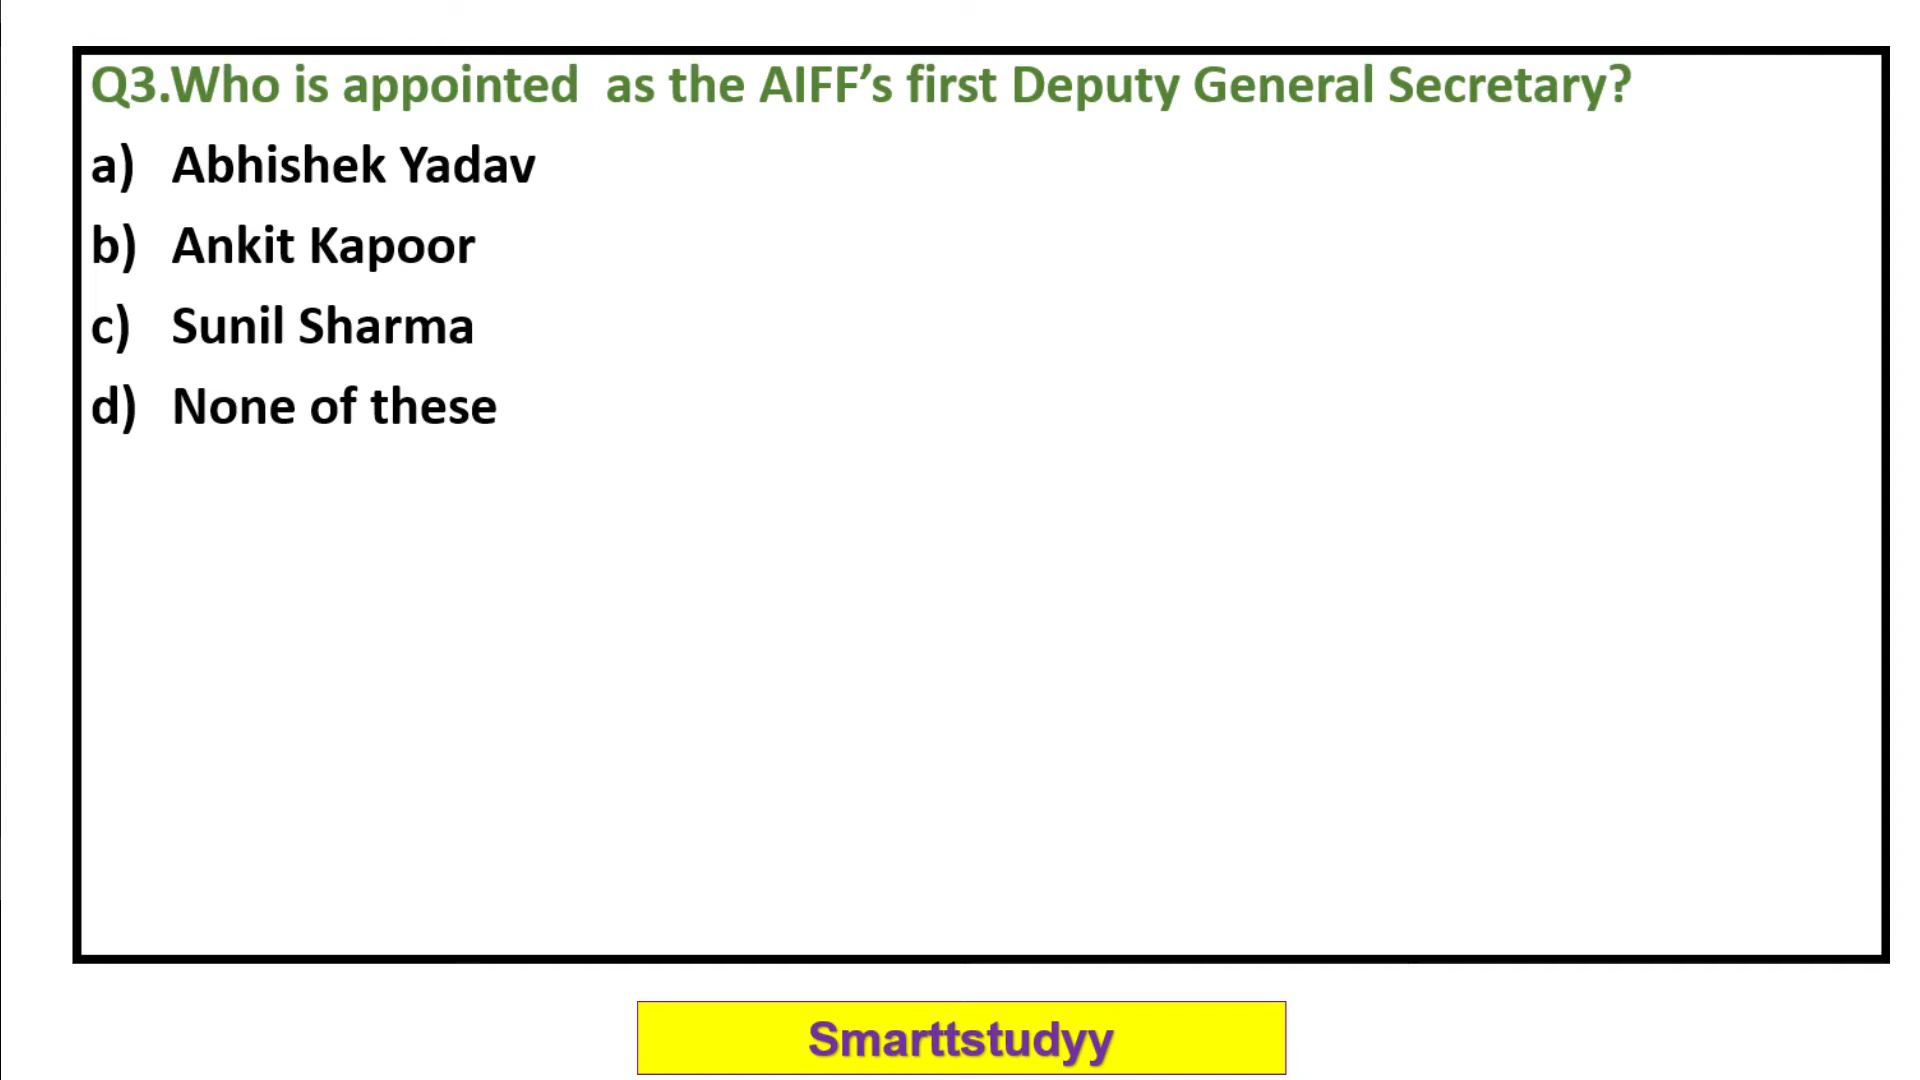 Q3.Who is appointed  as the AIFF’s first Deputy General Secretary?
a) Abhishek Yadav
b) Ankit Kapoor
c) Sunil Sharma
d) None of these
Smarttstudyy